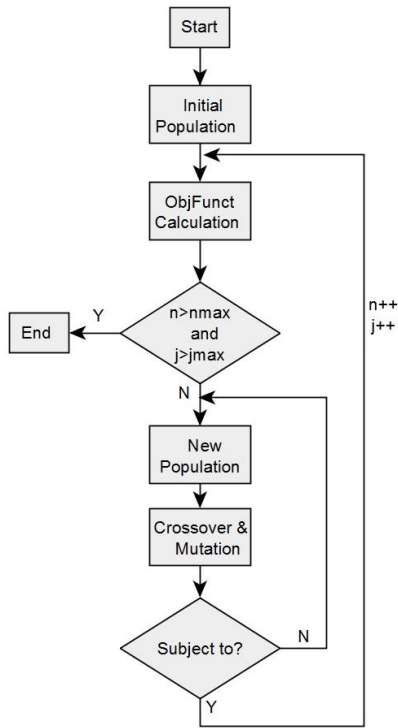 Start
Initial
Population
ObjFunct
Calculation
n>nmax
and
j>jmax
Y
End
n++
j++
N
New
Population
Crossover &
Mutation
Subject to?
N
Y